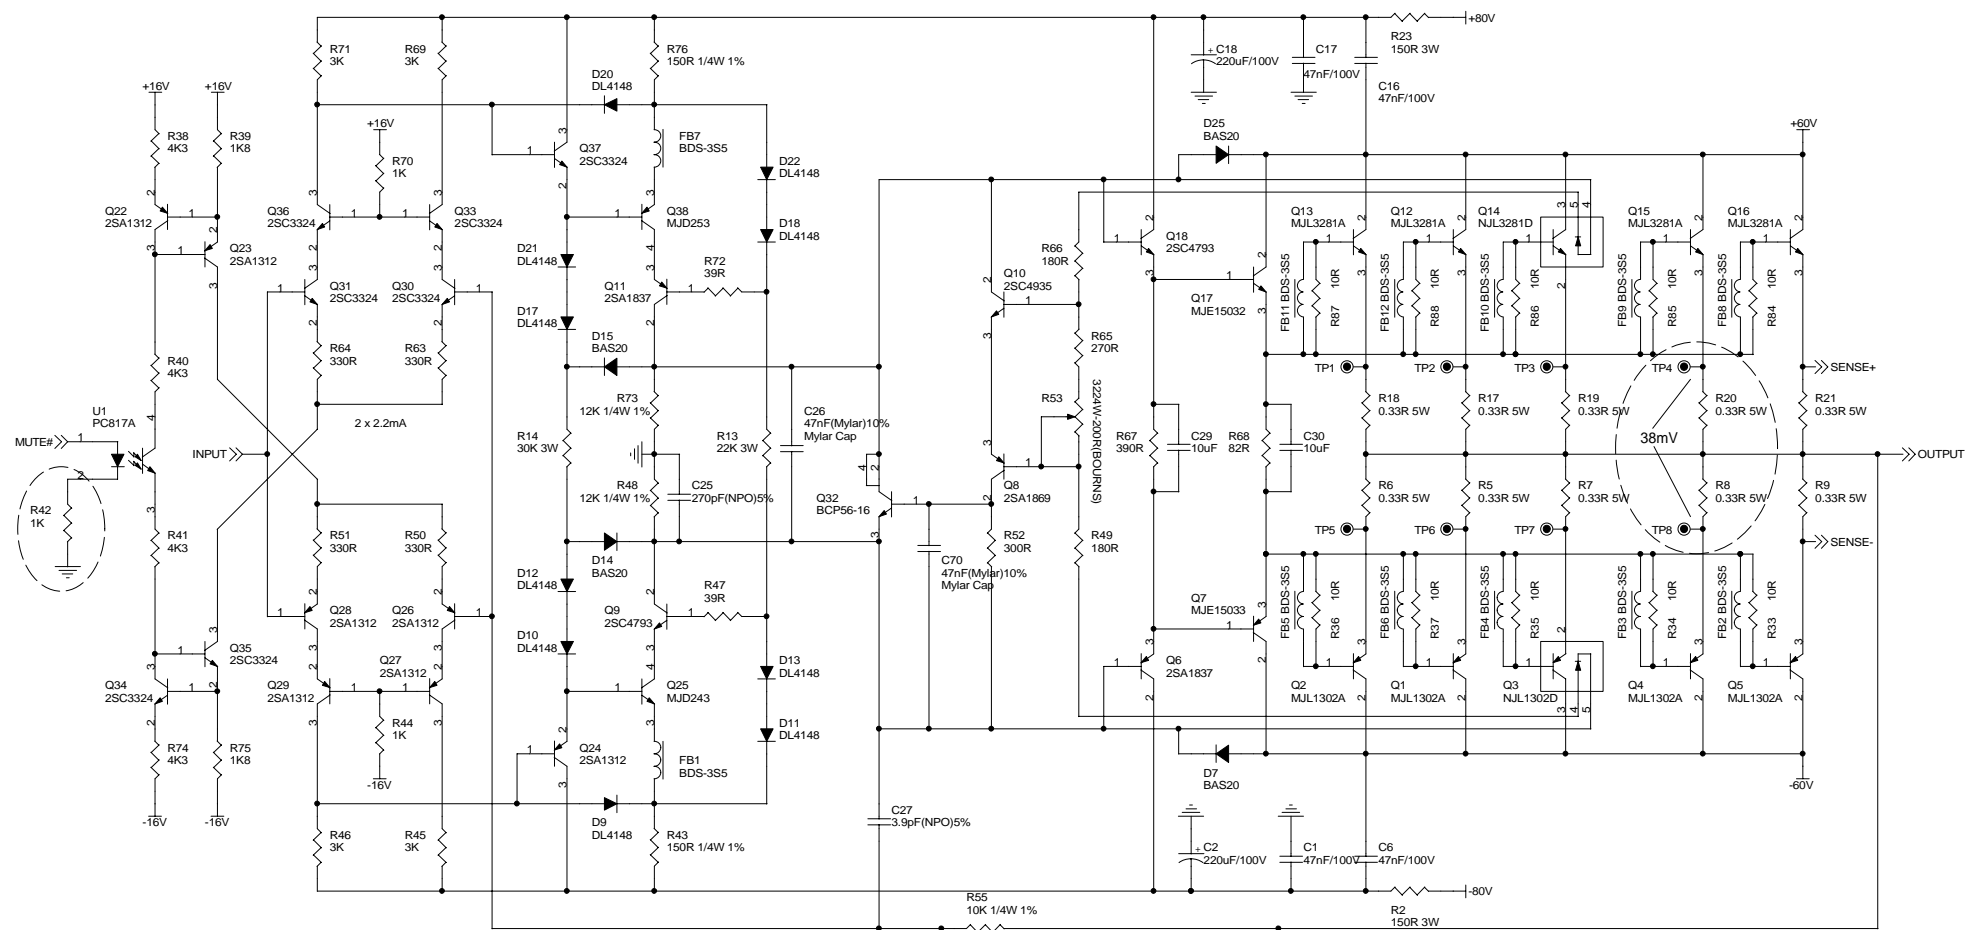 +80V
R23
150R 3W
C18
220uF/100V
+
C17
47nF/100V
C16
47nF/100V
R71
3K
R69
3K
R76
150R 1/4W 1%
D20
DL4148
+16V
+16V
R38
4K3
R39
1K8
+16V
R70
1K
Q37
2SC3324
FB7
BDS-3S5
D22
DL4148
D25
BAS20
+60V
Q22
2SA1312
Q23
2SA1312
Q36
2SC3324
Q33
2SC3324
Q38
MJD253
D18
DL4148
Q18
2SC4793
Q13
MJL3281A
Q12
MJL3281A
Q14
NJL3281D
Q15
MJL3281A
Q16
MJL3281A
D21
DL4148
R66
180R
R72
39R
Q31
2SC3324
Q30
2SC3324
Q11
2SA1837
Q10
2SC4935
Q17
MJE15032
FB11 BDS-3S5
10R
R87
FB12 BDS-3S5
10R
R88
FB10 BDS-3S5
10R
R86
FB9 BDS-3S5
10R
R85
FB8 BDS-3S5
10R
R84
D17
DL4148
D15
BAS20
R64
330R
R63
330R
R65
270R
R40
4K3
TP1
TP2
TP3
TP4
SENSE+
U1
PC817A
MUTE#
INPUT
2 x 2.2mA
R73
12K 1/4W 1%
C26
47nF(Mylar)10%
Mylar Cap
R53
3224W-200R(BOURNS)
R18
0.33R 5W
R17
0.33R 5W
R19
0.33R 5W
R20
0.33R 5W
R21
0.33R 5W
R14
30K 3W
R13
22K 3W
R67
390R
C29
10uF
R68
82R
C30
10uF
38mV
OUTPUT
R48
12K 1/4W 1%
C25
270pF(NPO)5%
Q32
BCP56-16
Q8
2SA1869
R6
0.33R 5W
R5
0.33R 5W
R7
0.33R 5W
R8
0.33R 5W
R9
0.33R 5W
R42
1K
R41
4K3
R51
330R
R50
330R
D14
BAS20
C70
47nF(Mylar)10%
Mylar Cap
R52
300R
R49
180R
TP5
TP6
TP7
TP8
SENSE-
D12
DL4148
R47
39R
Q28
2SA1312
Q26
2SA1312
Q9
2SC4793
Q7
MJE15033
FB5 BDS-3S5
10R
R36
FB6 BDS-3S5
10R
R37
FB4 BDS-3S5
10R
R35
FB3 BDS-3S5
10R
R34
FB2 BDS-3S5
10R
R33
Q35
2SC3324
D10
DL4148
D13
DL4148
Q34
2SC3324
Q29
2SA1312
Q27
2SA1312
Q25
MJD243
Q6
2SA1837
Q2
MJL1302A
Q1
MJL1302A
Q3
NJL1302D
Q4
MJL1302A
Q5
MJL1302A
R74
4K3
R75
1K8
R44
1K
-16V
Q24
2SA1312
FB1
BDS-3S5
D11
DL4148
D7
BAS20
-60V
-16V
-16V
D9
DL4148
C27
3.9pF(NPO)5%
R46
3K
R45
3K
R43
150R 1/4W 1%
+
C2
220uF/100V
C1
47nF/100V
C6
47nF/100V
-80V
R55
10K 1/4W 1%
R2
150R 3W